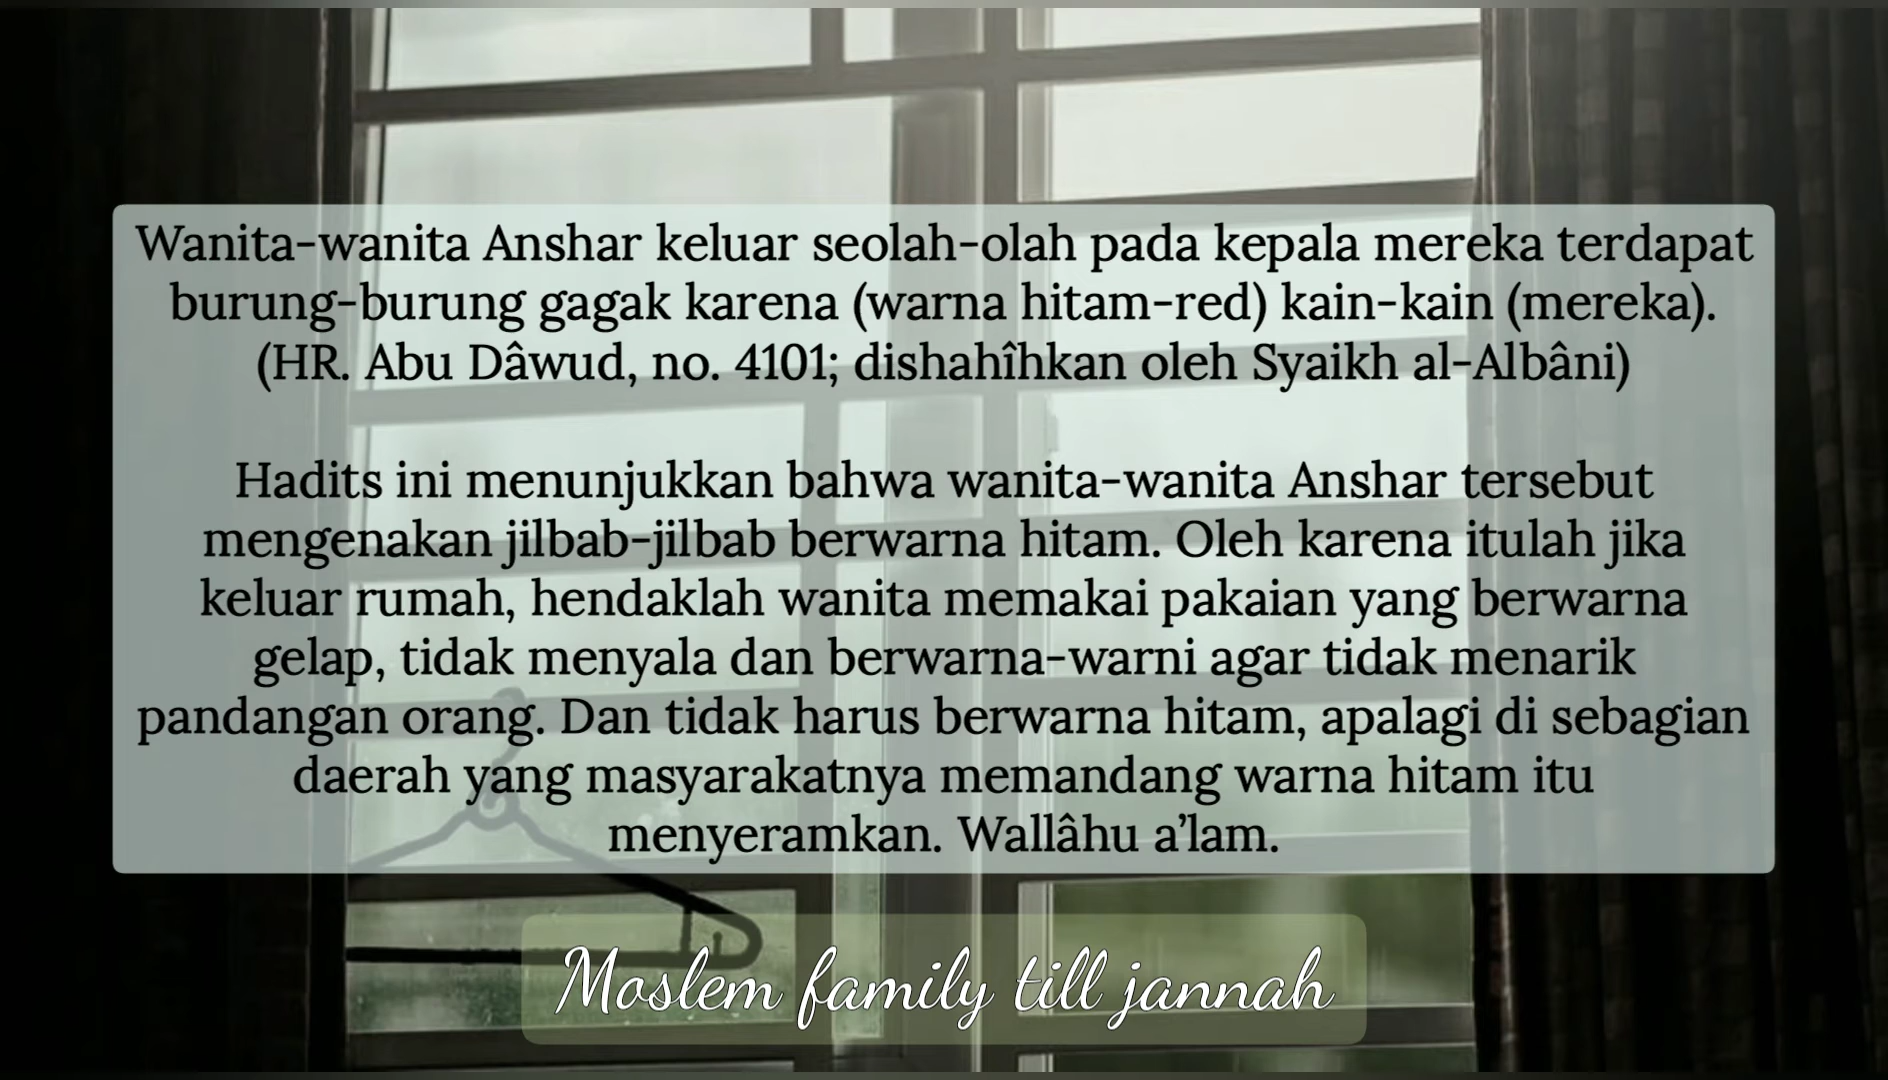 Wanita-wanita Anshar keluar seolah-olah pada kepala mereka terdapat
burung-burung gagak karena (warna hitam-red) kain-kain (mereka).
(HR. Abu Dâwud, no. 4101; dishahîhkan oleh Syaikh al-Albâni)
Hadits ini menunjukkan bahwa wanita-wanita Anshar tersebut
mengenakan jilbab-jilbab berwarna hitam. Oleh karena itulah jika
keluar rumah, hendaklah wanita memakai pakaian yang berwarna
gelap, tidak menyala dan berwarna-warni agar tidak menarik
pandangan orang. Dan tidak harus berwarna hitam, apalagi di sebagian
daerah yang masyarakatnya memandang warna hitam itu
menyeramkan. Wallâhu a’lam.
Moslem family till jannah